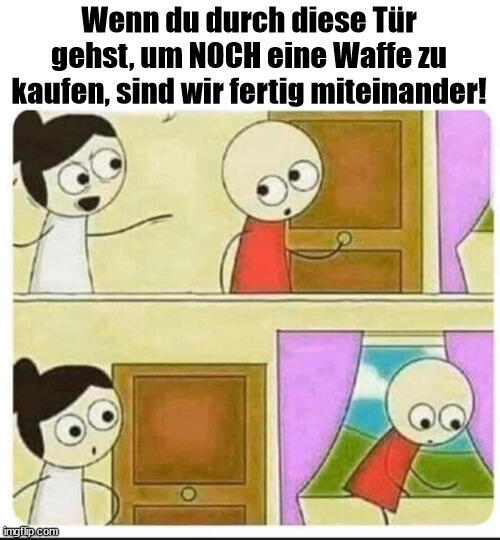 Wenn du durch diese Tür
gehst, um NOCH eine Waffe zu
kaufen, sind wir fertig miteinander!
imgflip.com